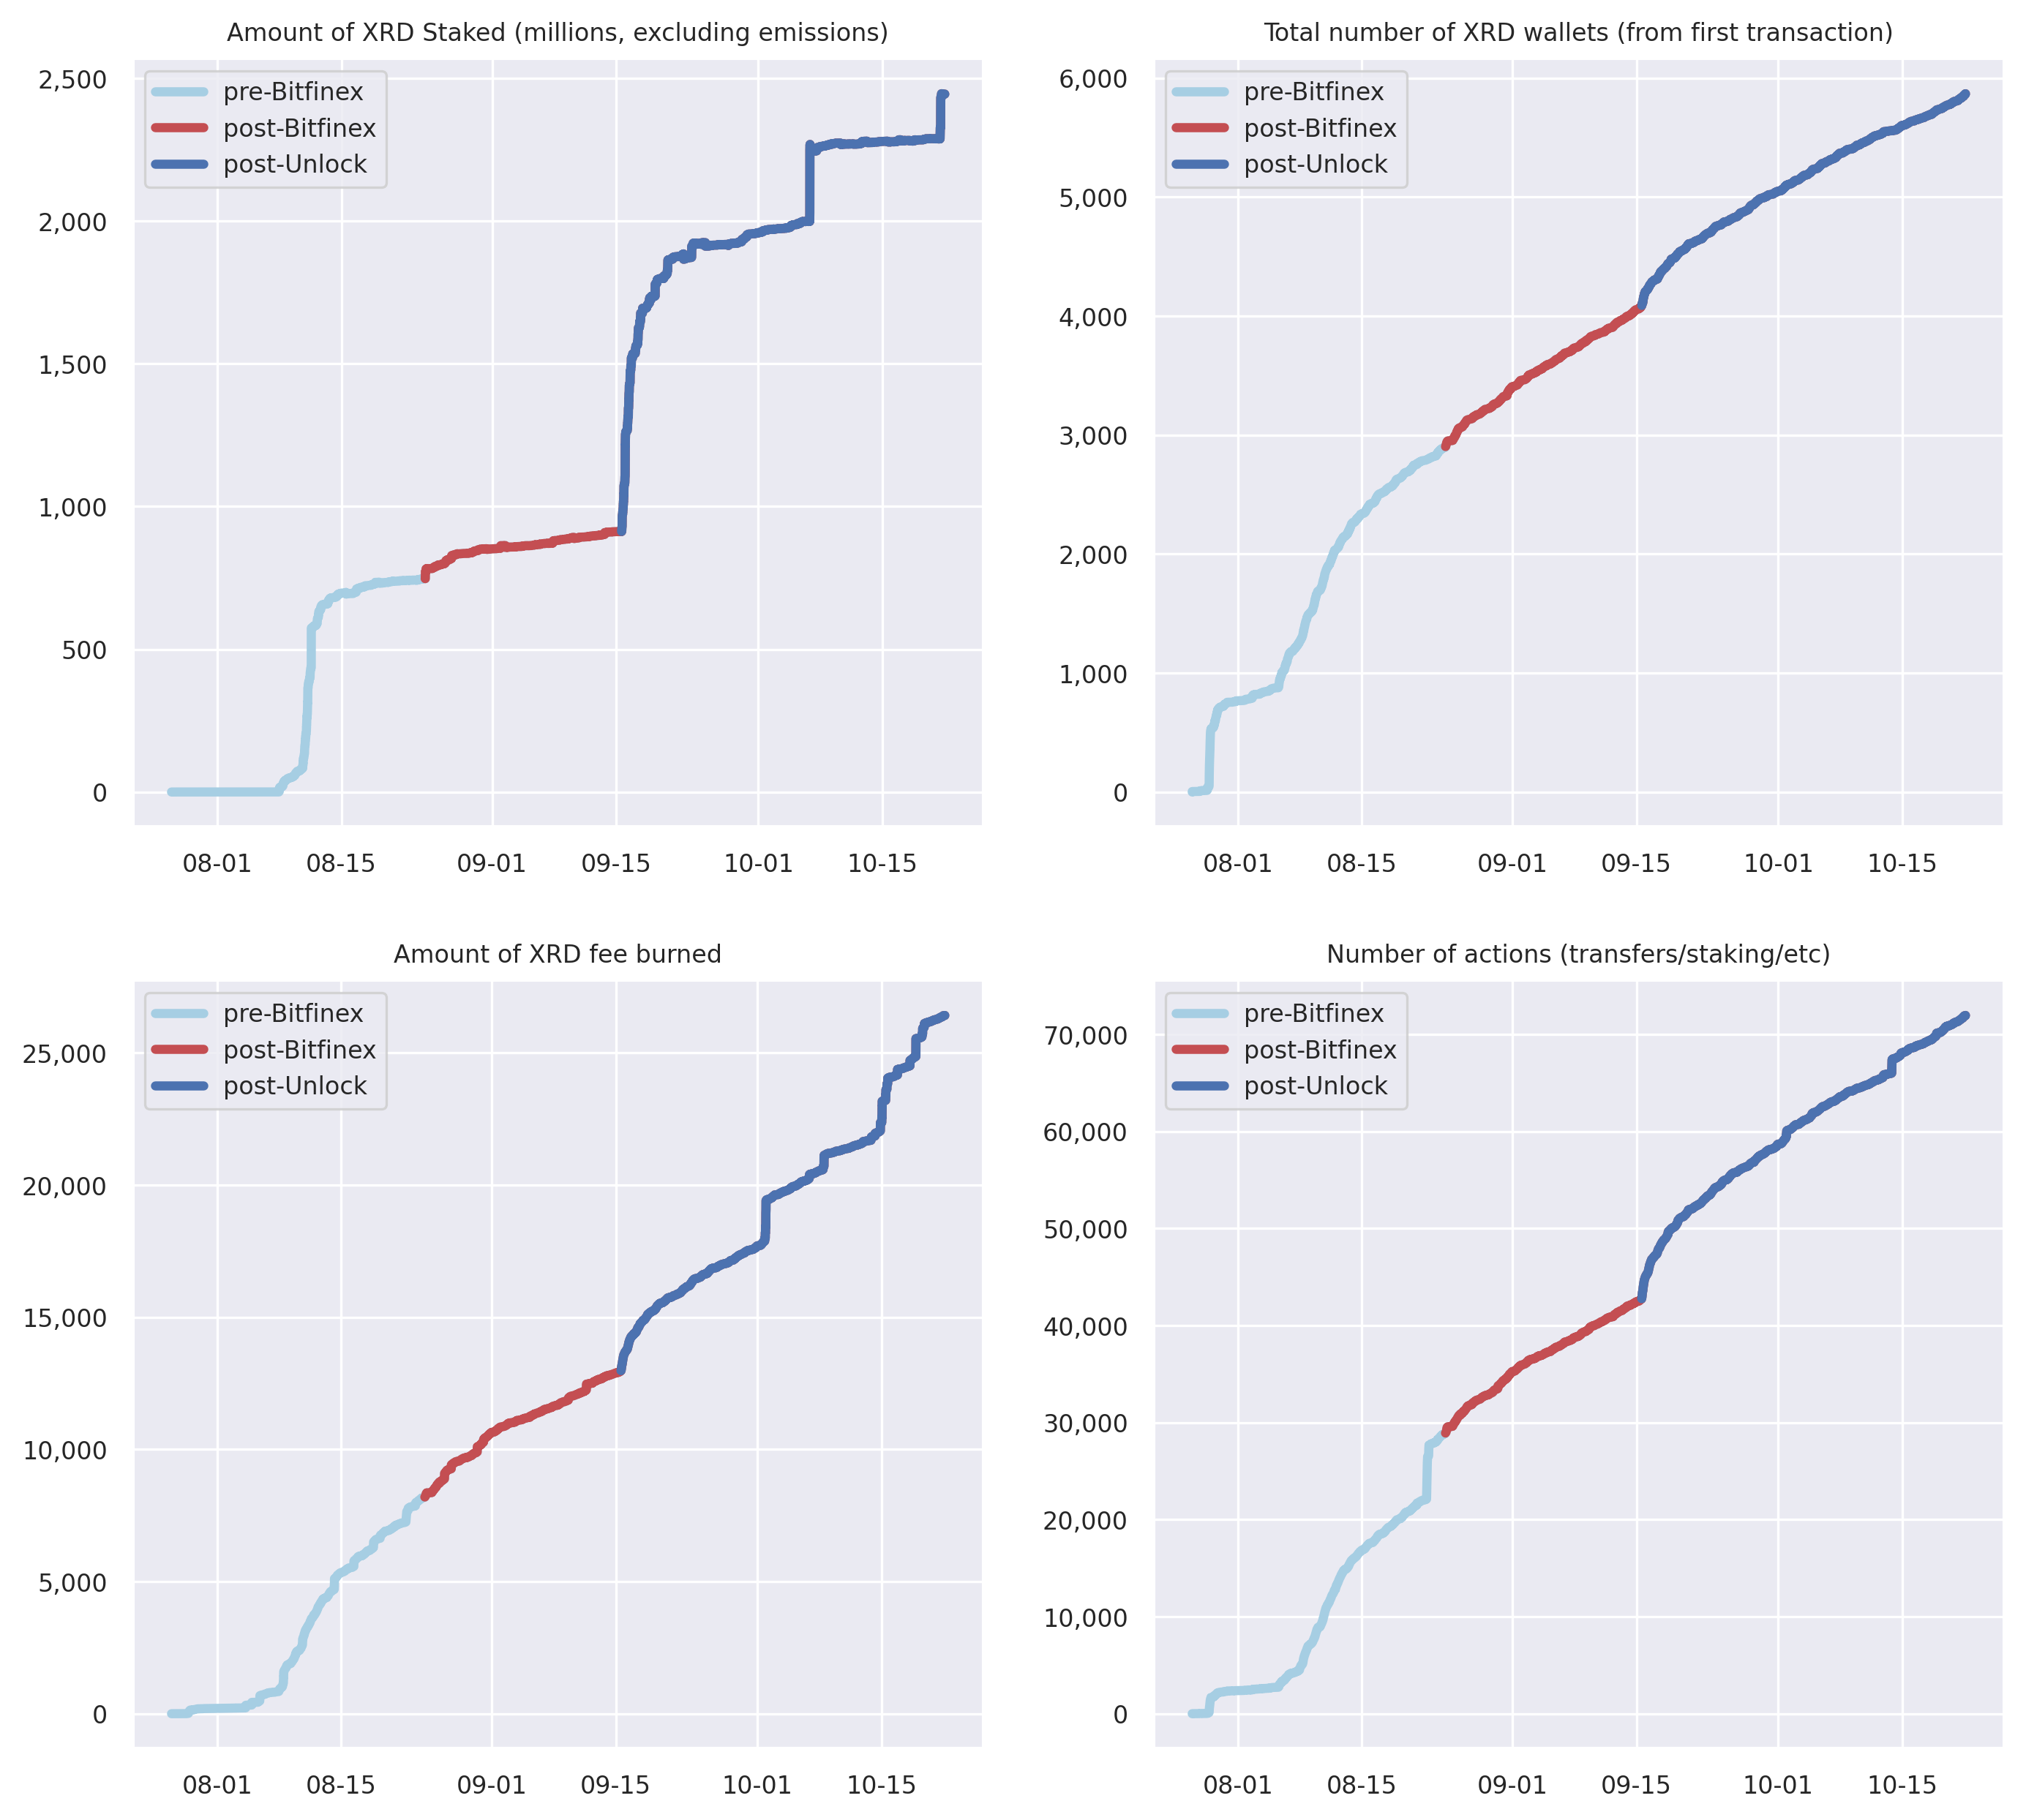 Amount of XRD Staked (millions, excluding emissions)
2,500
2,000
1,500
1,000
500
0
pre-Bitfinex
post-Bitfinex
post-Unlock
08-01 08-15 09-01 09-15 10-01 10-15
Total number of XRD wallets (from first transaction)
6,000
5,000
4,000
3,000
2,000
1,000
0
pre-Bitfinex
post-Bitfinex
post-Unlock
08-01 08-15 09-01 09-15 10-01 10-15
Amount of XRD fee burned
25,000
20,000
15,000
10,000
5,000
0
pre-Bitfinex
post-Bitfinex
post-Unlock
08-01 08-15 09-01 09-15 10-01 10-15
Number of actions (transfers/staking/etc)
70,000
60,000
50,000
40,000
30,000
20,000
10,000
0
pre-Bitfinex
post-Bitfinex
post-Unlock
08-01 08-15 09-01 09-15 10-01 10-15